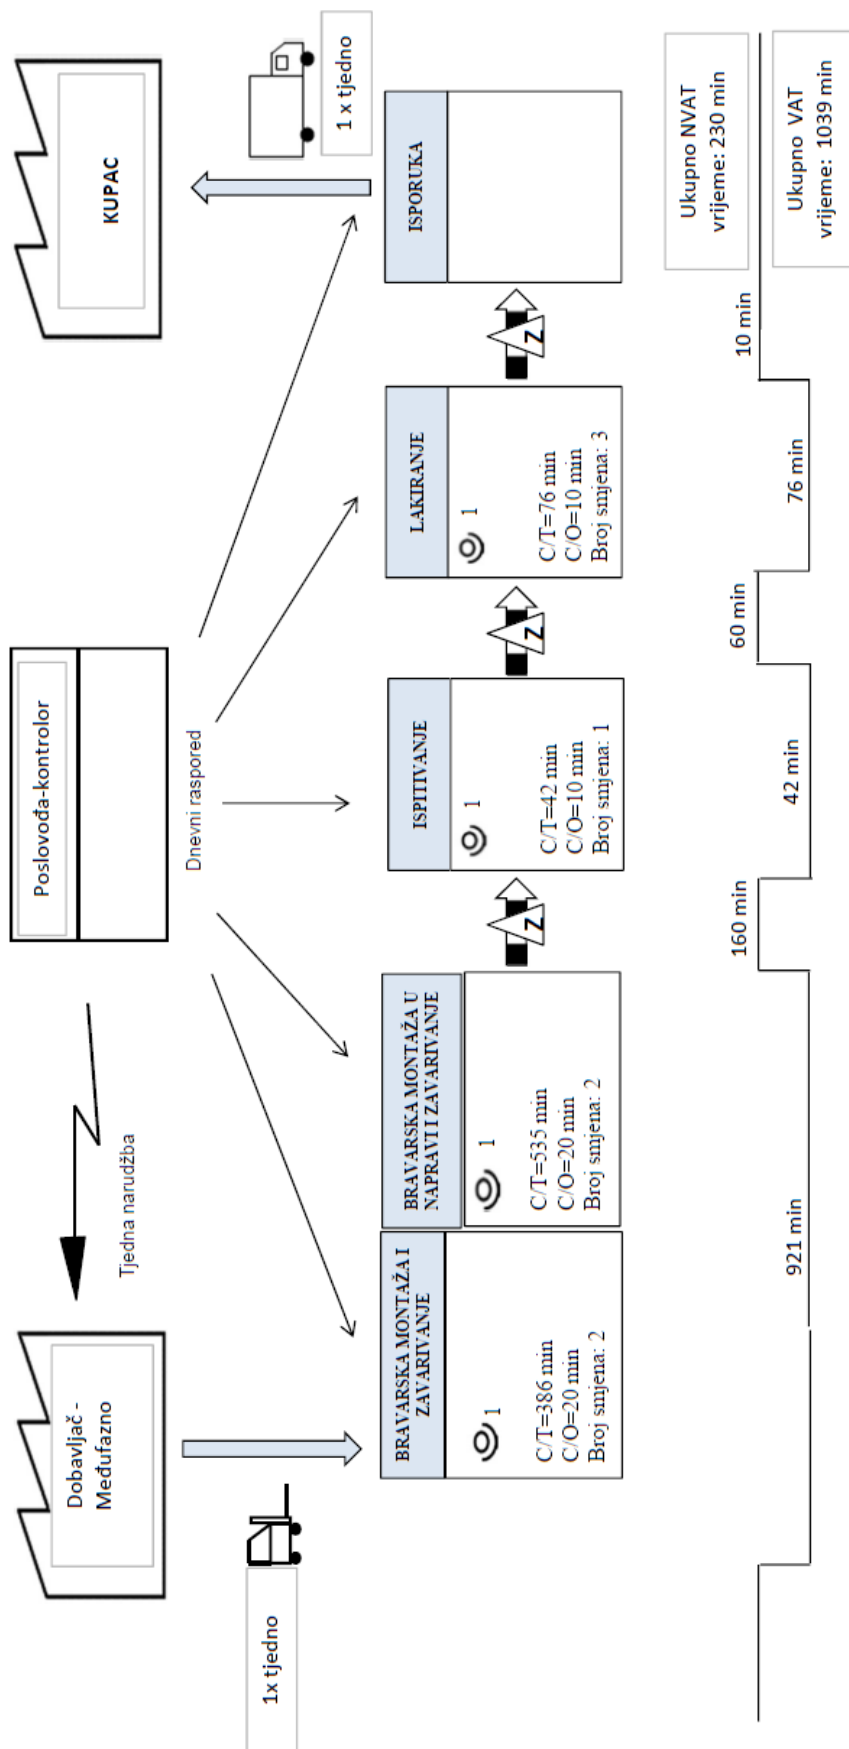 Dobavljač -
Međufazno
Tjedna narudžba
Poslovođa-kontrolor
Dnevni raspored
KUPAC
1x tjedno
1 x tjedno
BRAVARSKA MONTAŽA I
ZAVARIVANJE
1
C/T=386 min
C/O=20 min
Broj smjena: 2
BRAVARSKA MONTAŽA U
NAPRAVI I ZAVARIVANJE
1
C/T=535 min
C/O=20 min
Broj smjena: 2
Z
ISPITIVANJE
1
C/T=42 min
C/O=10 min
Broj smjena: 1
Z
LAKIRANJE
1
C/T=76 min
C/O=10 min
Broj smjena: 3
Z
ISPORUKA
921 min
160 min
42 min
60 min
76 min
10 min
Ukupno NVAT
vrijeme: 230 min
Ukupno VAT
vrijeme: 1039 min